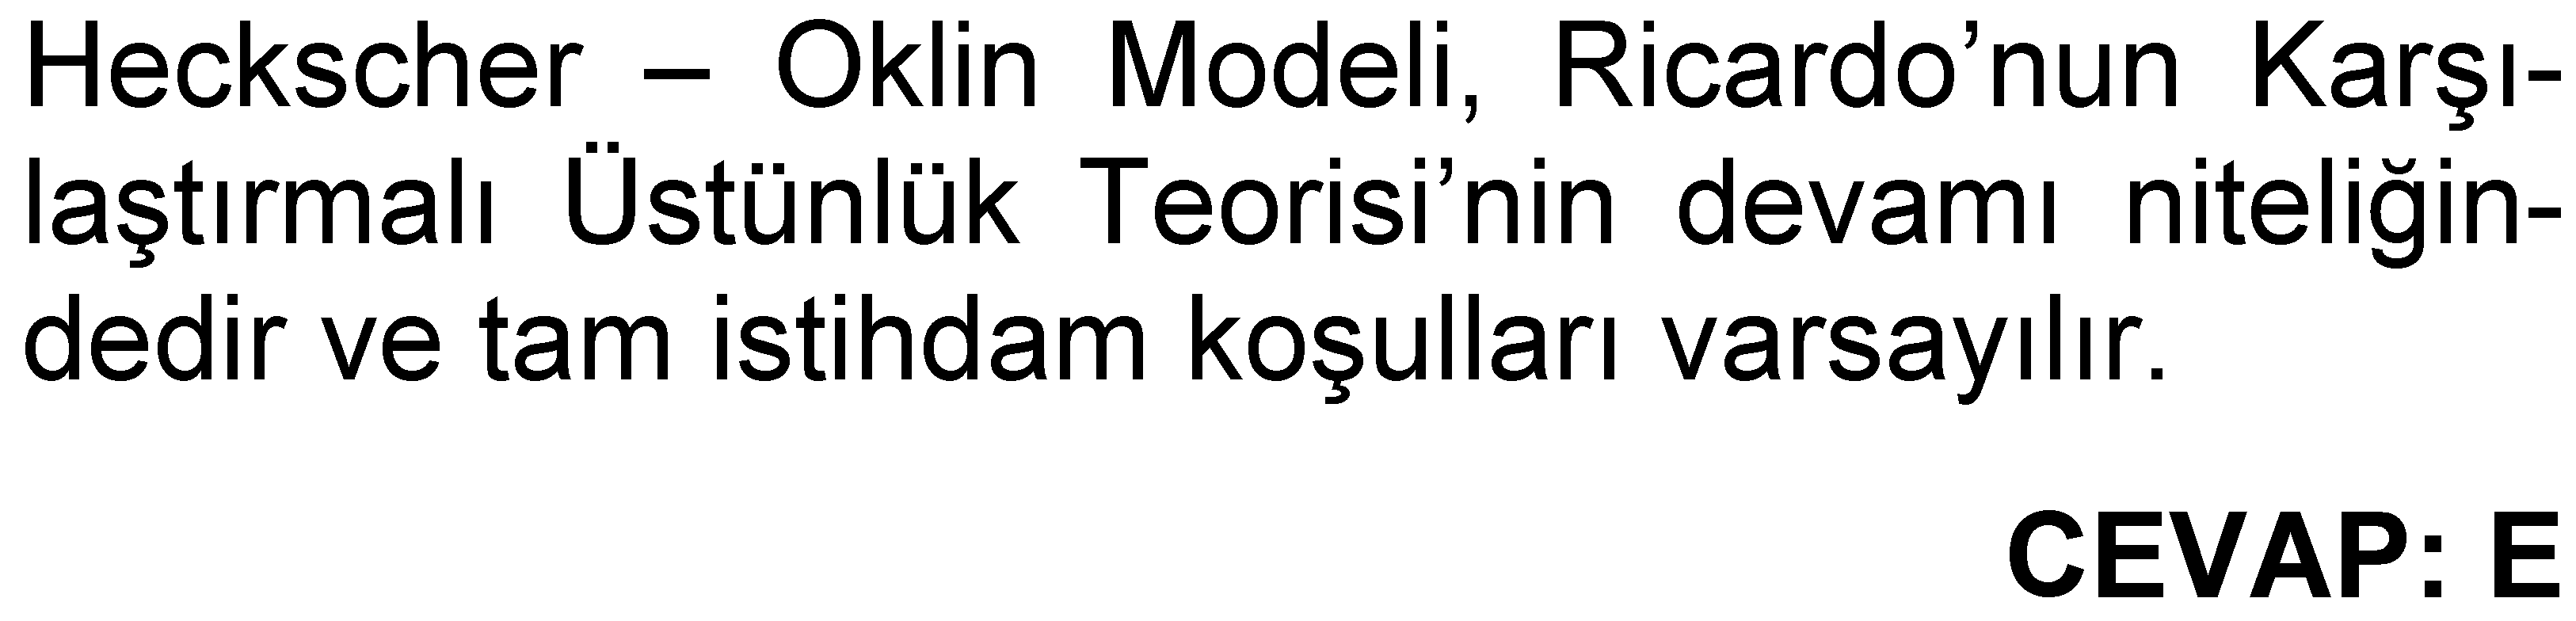 Heckscher – Oklin Modeli, Ricardo’nun Karşı-
laştırmalı Üstünlük Teorisi’nin devamı niteliğin-
dedir ve tam istihdam koşulları varsayılır.
CEVAP: E